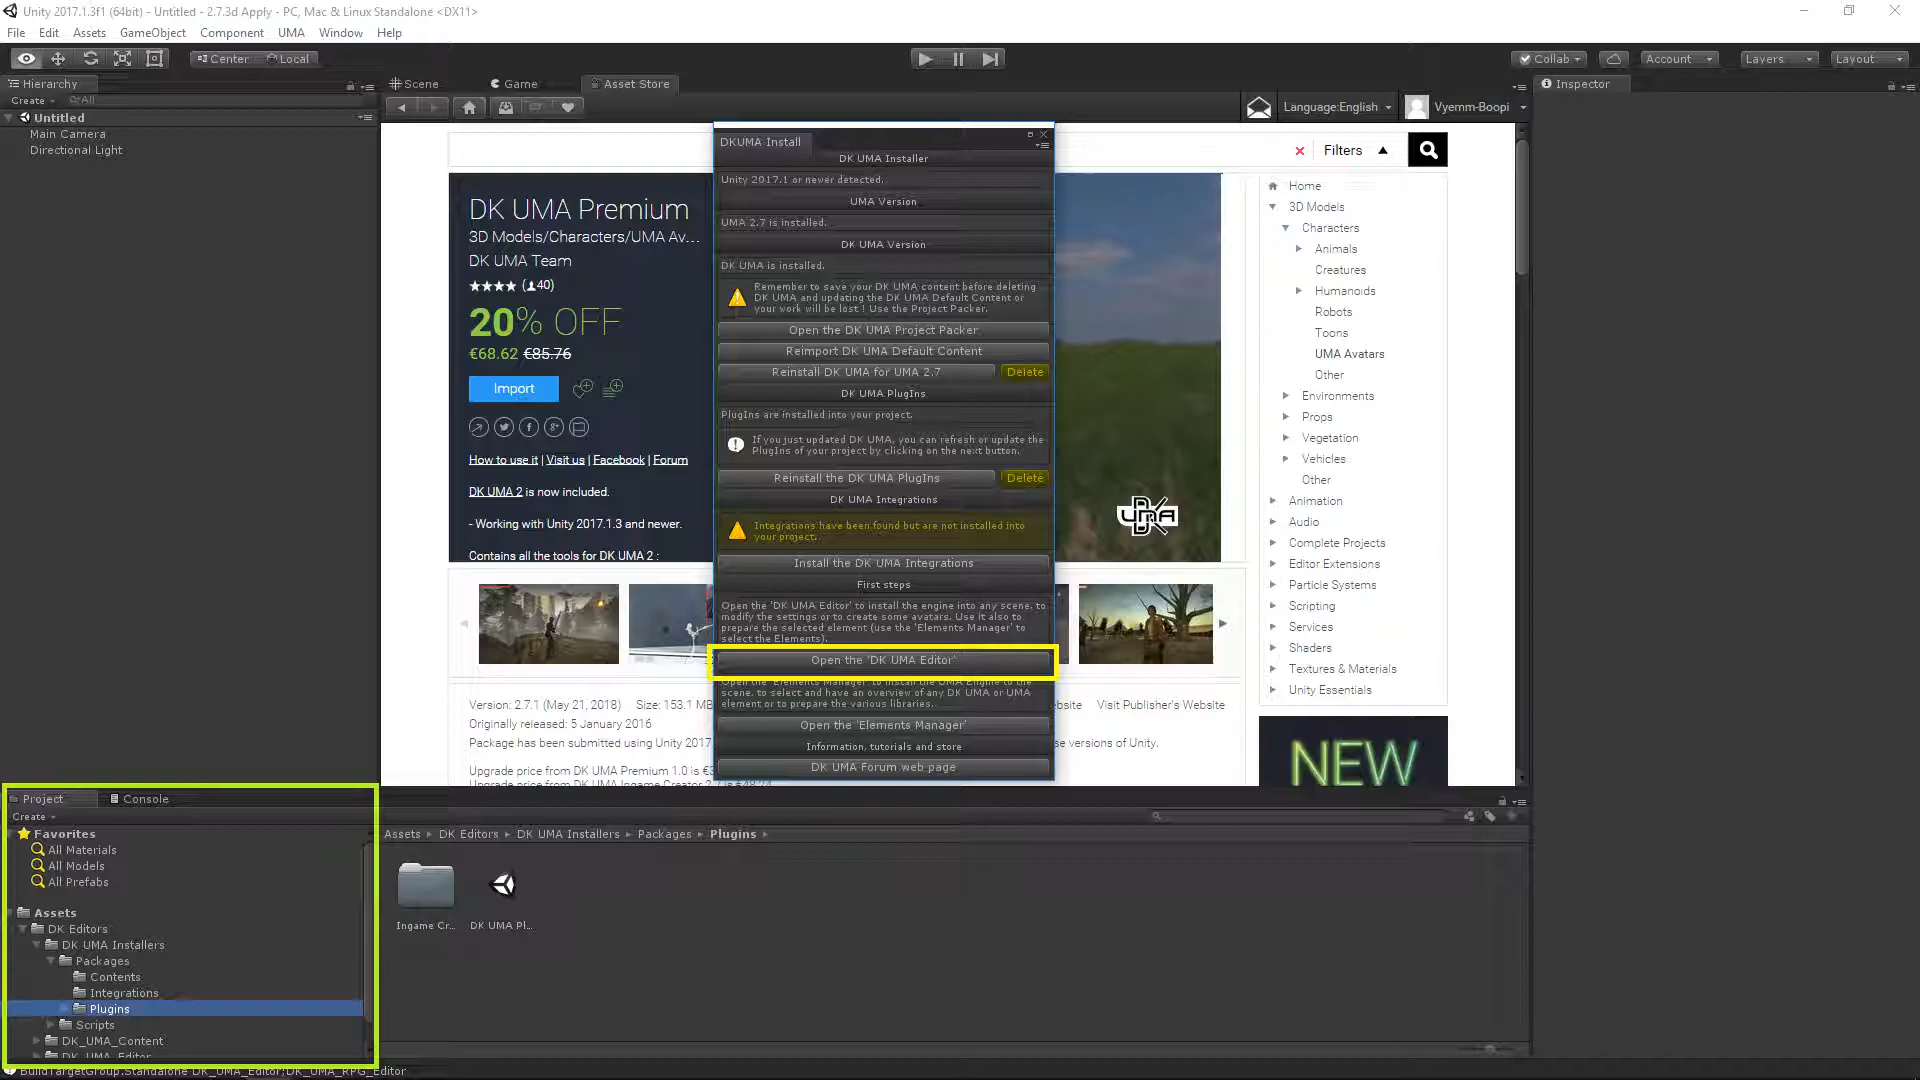 Unity 2017.1.3f1 (64bit) - Untitled - 2.7.3d Apply - PC, Mac & Linux Standalone <DX11>
File Edit Assets GameObject Component UMA Window Help
Center Local
Collab Account Layers Layout
Hierarchy
Create All
Untitled
Main Camera
Directional Light
Scene Game Asset Store
Inspector
Language:English Vyemm-Boopi
Filters
DK UMA Premium
3D Models/Characters/UMA Av...
DK UMA Team
(40)
20% OFF
€68.62 €85.76
Import
How to use it | Visit us | Facebook | Forum
DK UMA 2 is now included.
- Working with Unity 2017.1.3 and newer.
Contains all the tools for DK UMA 2 :
DKUMA Install
DK UMA Installer
Unity 2017.1 or newer detected.
UMA Version
UMA 2.7 is installed.
DK UMA Version
DK UMA is installed.
Remember to save your DK UMA content before deleting
DK UMA and updating the DK UMA Default Content or
your work will be lost ! Use the Project Packer.
Open the DK UMA Project Packer
Reimport DK UMA Default Content
Reinstall DK UMA for UMA 2.7 Delete
DK UMA PlugIns
PlugIns are installed into your project.
If you just updated DK UMA, you can refresh or update the
PlugIns of your project by clicking on the next button.
Reinstall the DK UMA PlugIns Delete
DK UMA Integrations
Integrations have been found but are not installed into
your project.
Install the DK UMA Integrations
First steps
Open the 'DK UMA Editor' to install the engine into any scene, to
modify the settings or to create some avatars. Use it also to
prepare the selected element (use the 'Elements Manager' to
select the Elements).
Open the 'DK UMA Editor'
Open the 'Elements Manager' to install the UMA Engine to the
scene, to select and have an overview of any DK UMA or UMA
element or to prepare the various libraries.
Open the 'Elements Manager'
Information, tutorials and store
DK UMA Forum web page
DK
UMA
Home
3D Models
Characters
Animals
Creatures
Humanoids
Robots
Toons
UMA Avatars
Other
Environments
Props
Vegetation
Vehicles
Other
Animation
Audio
Complete Projects
Editor Extensions
Particle Systems
Scripting
Services
Shaders
Textures & Materials
Unity Essentials
NEW
Version: 2.7.1 (May 21, 2018) Size: 153.1 MB Visit Publisher's Website
Originally released: 5 January 2016
Package has been submitted using Unity 2017. se versions of Unity.
Upgrade price from DK UMA Premium 1.0 is €
Upgrade price from DK UMA Ingame Creator 2.7 is €48.24
Project Console
Create
Favorites
All Materials
All Models
All Prefabs
Assets
DK Editors
DK UMA Installers
Packages
Contents
Integrations
Plugins
Scripts
DK_UMA_Content
DK_UMA_Editor
Assets DK Editors DK UMA Installers Packages Plugins
Ingame Cr... DK UMA Pl...
BuildTargetGroup.Standalone DK_UMA_Editor;DK_UMA_RPG_Editor